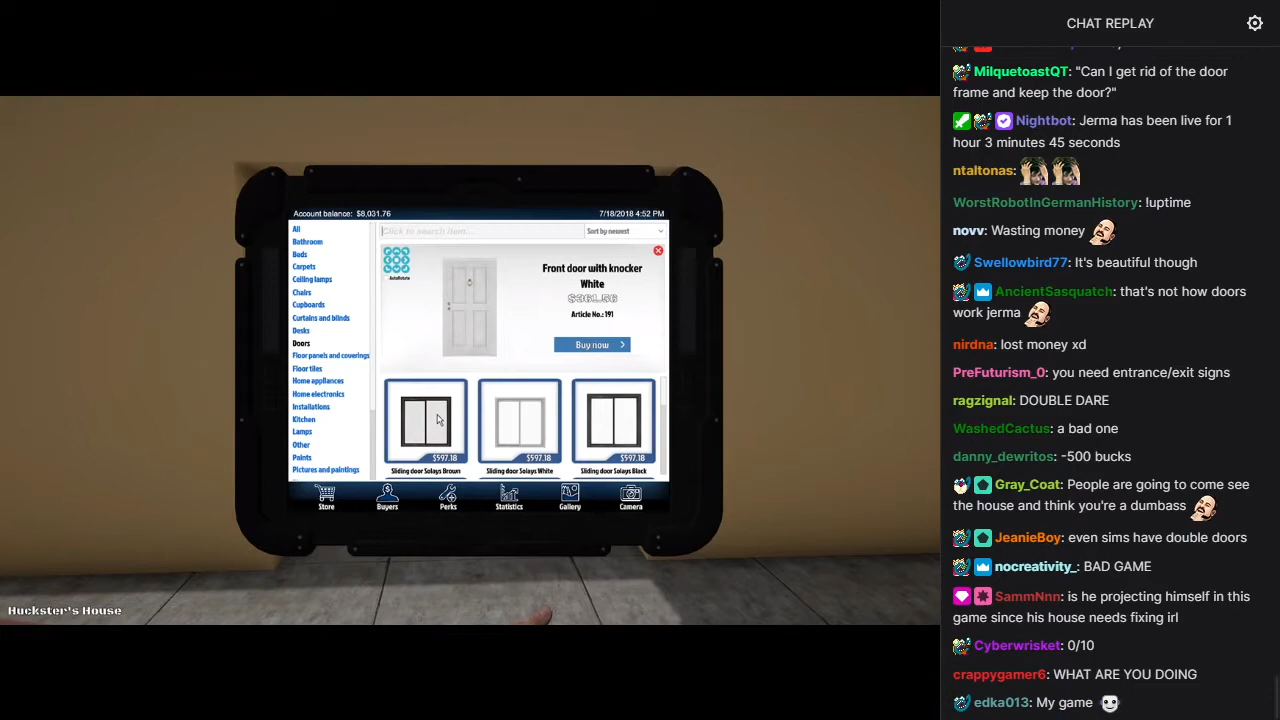 CHAT REPLAY
MilquetoastQT: "Can I get rid of the door
frame and keep the door?"
Nightbot: Jerma has been live for 1
hour 3 minutes 45 seconds
ntaltonas:
WorstRobotInGermanHistory: !uptime
novv: Wasting money
Swellowbird77: It's beautiful though
AncientSasquatch: that's not how doors
work jerma
nirdna: lost money xd
PreFuturism_0: you need entrance/exit signs
ragzignal: DOUBLE DARE
WashedCactus: a bad one
danny_dewritos: -500 bucks
Gray_Coat: People are going to come see
the house and think you're a dumbass
JeanieBoy: even sims have double doors
nocreativity_: BAD GAME
SammNnn: is he projecting himself in this
game since his house needs fixing irl
Cyberwrisket: 0/10
crappygamer6: WHAT ARE YOU DOING
edka013: My game
Account balance: $8,031.76
7/18/2018 4:52 PM
All
Bathroom
Beds
Carpets
Ceiling lamps
Chairs
Cupboards
Curtains and blinds
Desks
Doors
Floor panels and coverings
Floor tiles
Home appliances
Home electronics
Installations
Kitchen
Lamps
Other
Paints
Pictures and paintings
Click to search item...
Sort by newest
AutoRotate
Front door with knocker
White
$361.56
Article No.: 191
Buy now
$597.18
$597.18
$597.18
Sliding door Solays Brown
Sliding door Solays White
Sliding door Solays Black
Store
Buyers
Perks
Statistics
Gallery
Camera
Huckster's House